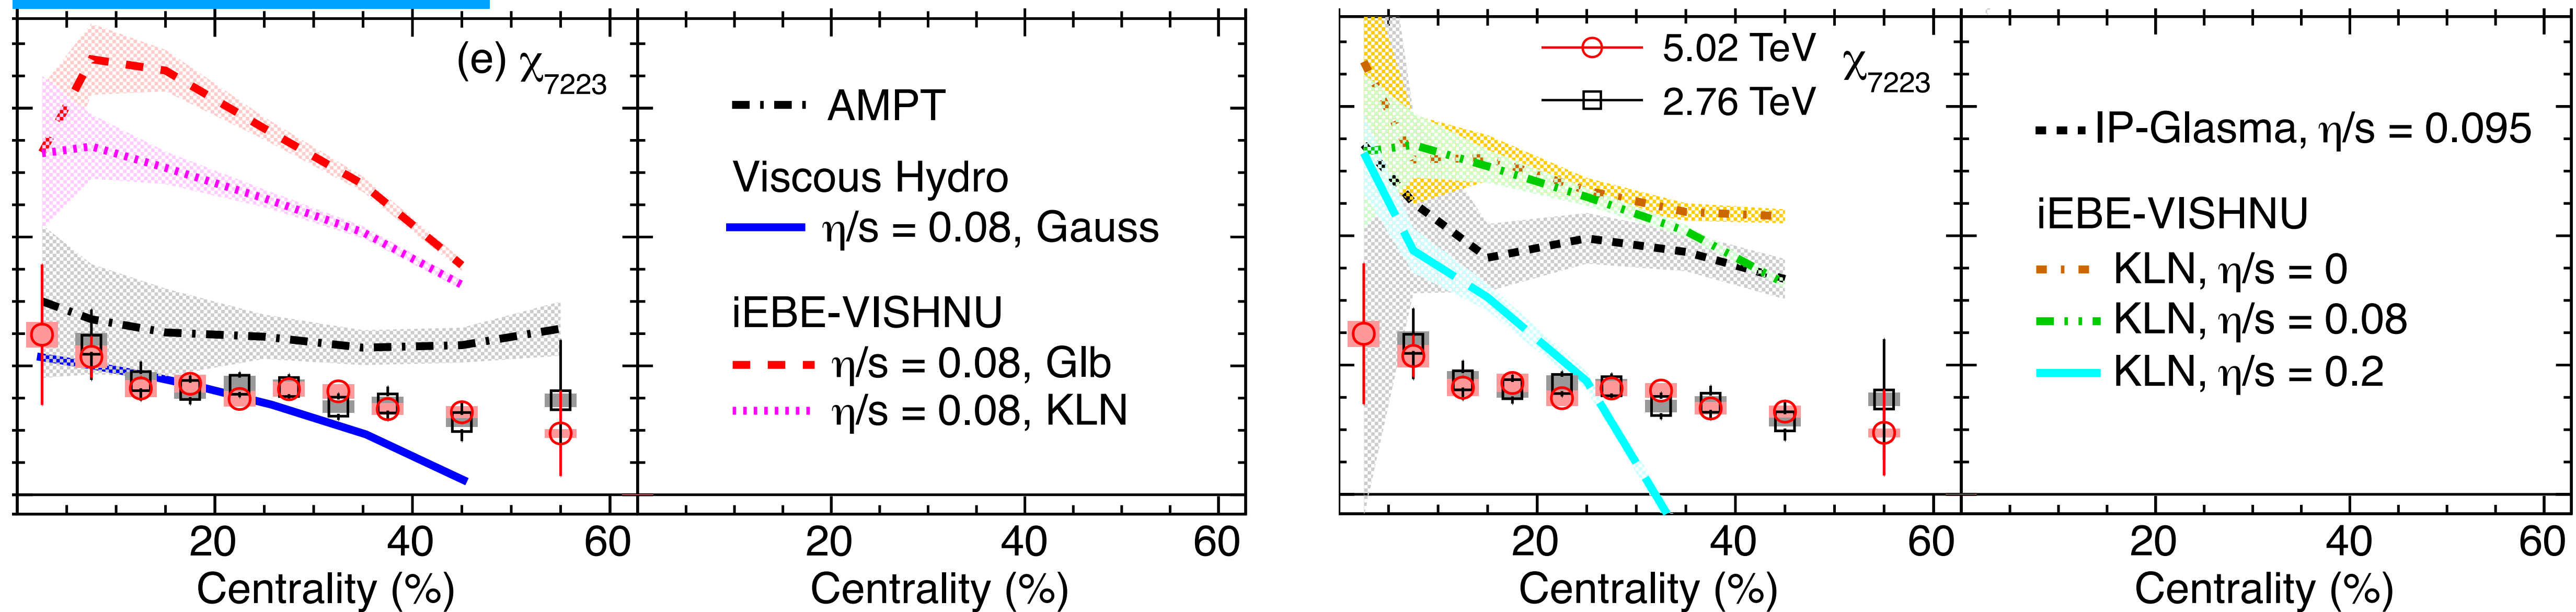 (e) χ7223
AMPT
Viscous Hydro
η/s = 0.08, Gauss
iEBE-VISHNU
η/s = 0.08, Glb
η/s = 0.08, KLN
20 40 60 20 40 60
Centrality (%) Centrality (%)
5.02 TeV χ7223
2.76 TeV
IP-Glasma, η/s = 0.095
iEBE-VISHNU
KLN, η/s = 0
KLN, η/s = 0.08
KLN, η/s = 0.2
20 40 60 20 40 60
Centrality (%) Centrality (%)